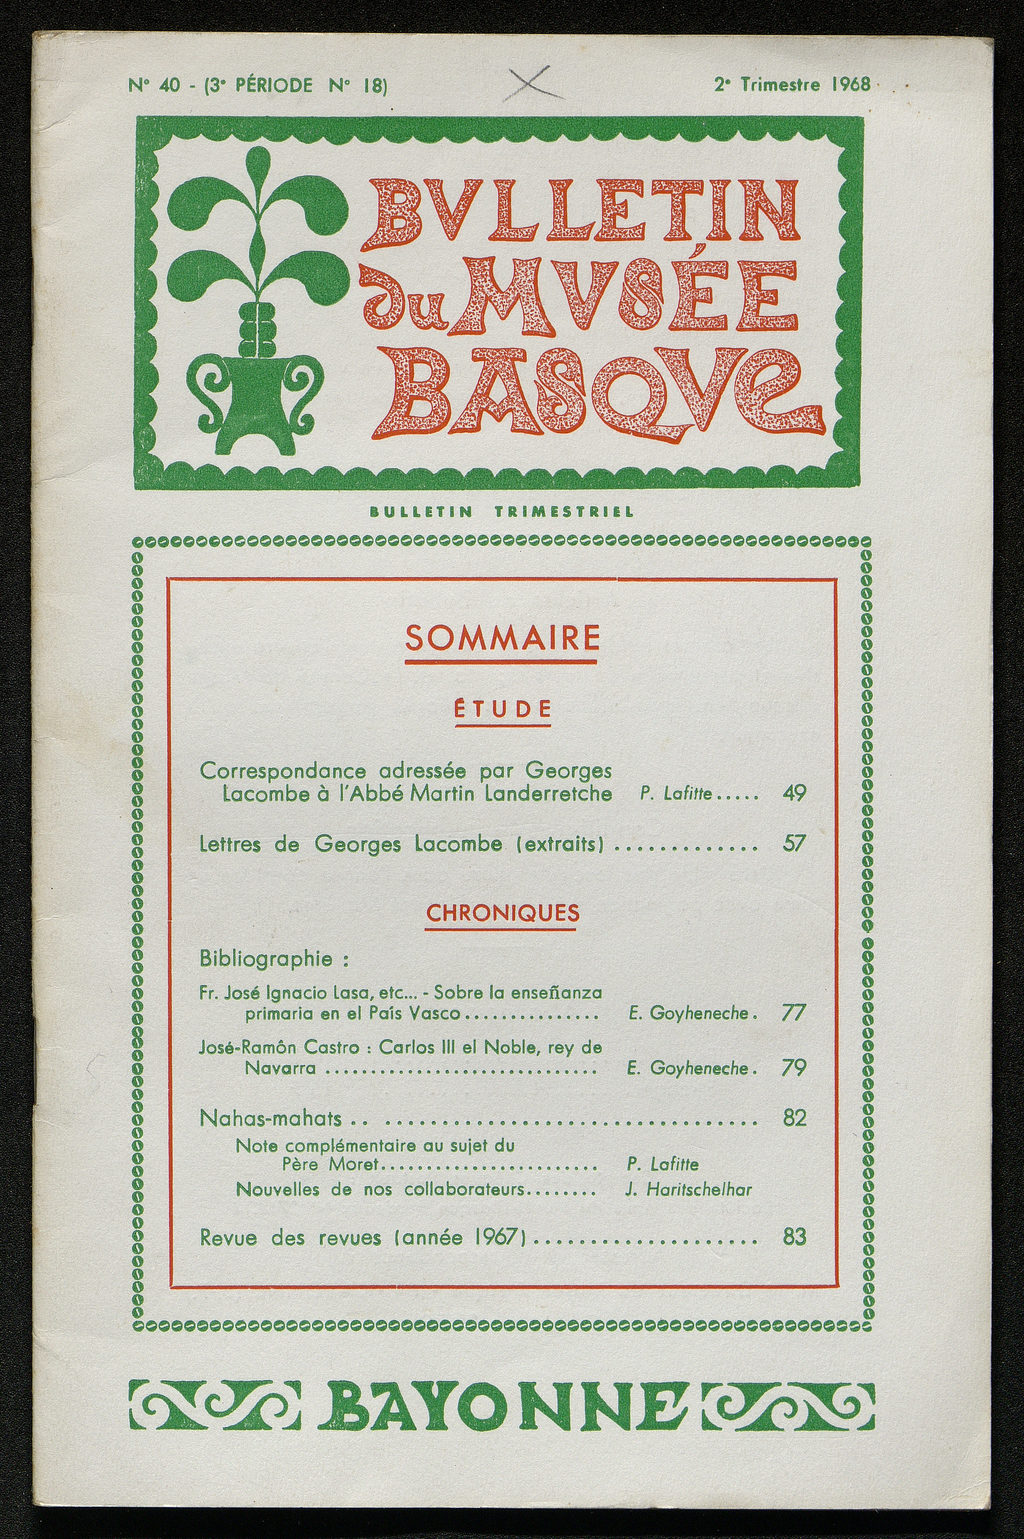 N° 40 - (3e PÉRIODE N° 18)
2e Trimestre 1968
BVLLETIN
du MVSÉE
BASQVE
BULLETIN TRIMESTRIEL
SOMMAIRE
ÉTUDE
Correspondance adressée par Georges
Lacombe à l'Abbé Martin Landerretche P. Lafitte..... 49
Lettres de Georges Lacombe (extraits) ............. 57
CHRONIQUES
Bibliographie :
Fr. José Ignacio Lasa, etc... - Sobre la enseñanza
primaria en el País Vasco............... E. Goyheneche. 77
José-Ramôn Castro : Carlos III el Noble, rey de
Navarra .............................. E. Goyheneche. 79
Nahas-mahats .. ................................. 82
Note complémentaire au sujet du
Père Moret........................ P. Lafitte
Nouvelles de nos collaborateurs........ J. Haritschelhar
Revue des revues (année 1967) .................... 83
BAYONNE